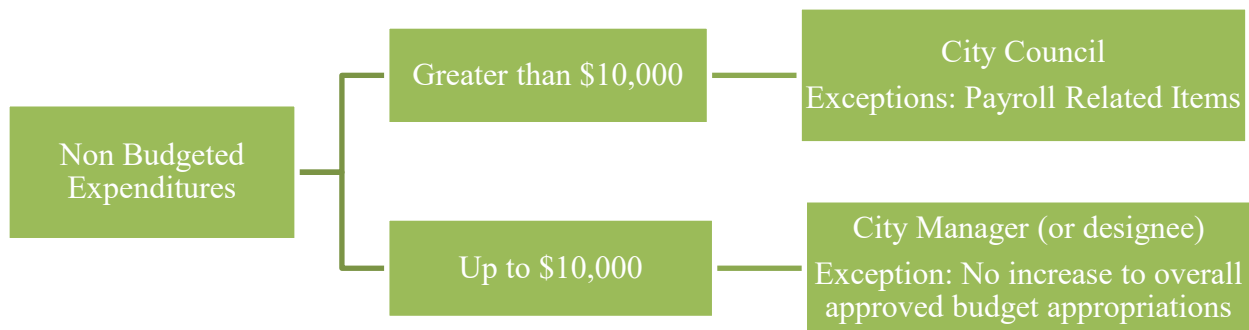 Non Budgeted
Expenditures
Greater than $10,000
City Council
Exceptions: Payroll Related Items
Up to $10,000
City Manager (or designee)
Exception: No increase to overall
approved budget appropriations